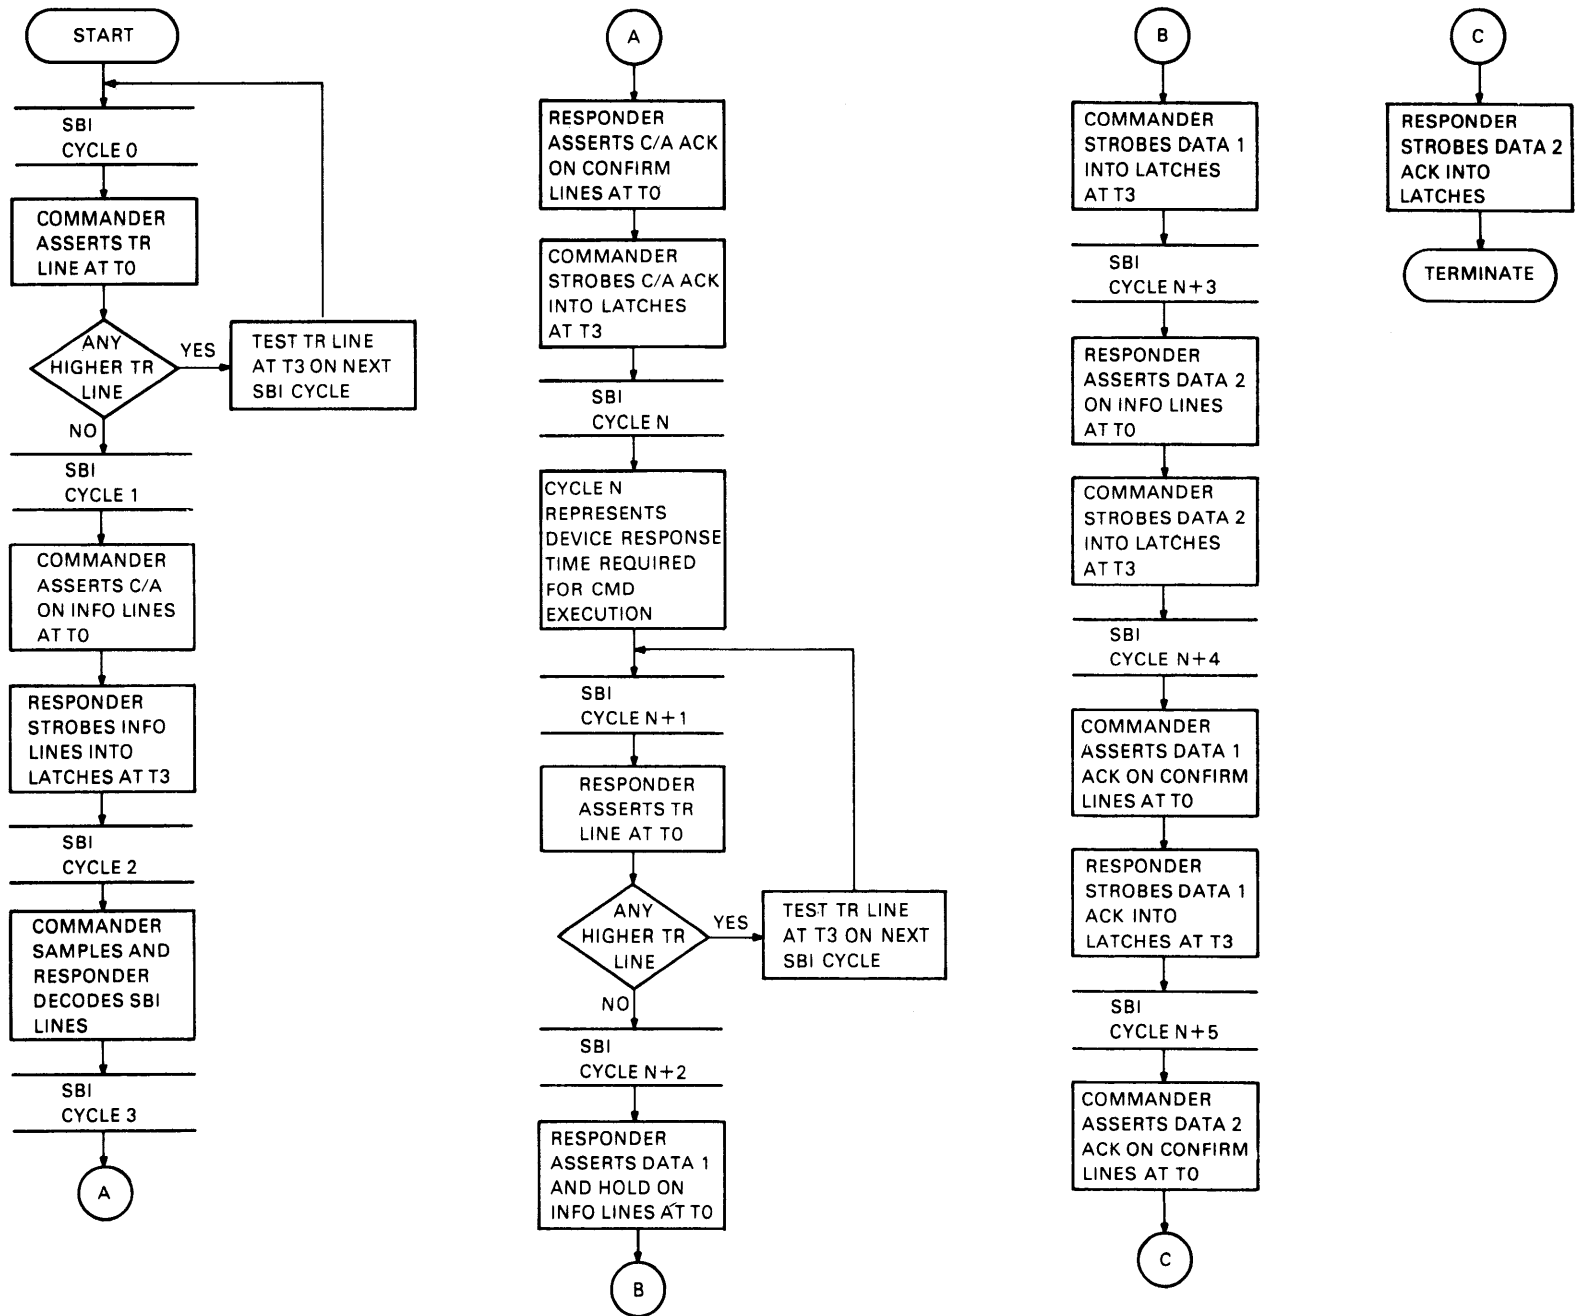 START
SBI
CYCLE 0
COMMANDER
ASSERTS TR
LINE AT T0
ANY
HIGHER TR
LINE
YES
TEST TR LINE
AT T3 ON NEXT
SBI CYCLE
NO
SBI
CYCLE 1
COMMANDER
ASSERTS C/A
ON INFO LINES
AT T0
RESPONDER
STROBES INFO
LINES INTO
LATCHES AT T3
SBI
CYCLE 2
COMMANDER
SAMPLES AND
RESPONDER
DECODES SBI
LINES
SBI
CYCLE 3
A
A
RESPONDER
ASSERTS C/A ACK
ON CONFIRM
LINES AT T0
COMMANDER
STROBES C/A ACK
INTO LATCHES
AT T3
SBI
CYCLE N
CYCLE N
REPRESENTS
DEVICE RESPONSE
TIME REQUIRED
FOR CMD
EXECUTION
SBI
CYCLE N+1
RESPONDER
ASSERTS TR
LINE AT T0
ANY
HIGHER TR
LINE
YES
TEST TR LINE
AT T3 ON NEXT
SBI CYCLE
NO
SBI
CYCLE N+2
RESPONDER
ASSERTS DATA 1
AND HOLD ON
INFO LINES AT T0
B
B
COMMANDER
STROBES DATA 1
INTO LATCHES
AT T3
SBI
CYCLE N+3
RESPONDER
ASSERTS DATA 2
ON INFO LINES
AT T0
COMMANDER
STROBES DATA 2
INTO LATCHES
AT T3
SBI
CYCLE N+4
COMMANDER
ASSERTS DATA 1
ACK ON CONFIRM
LINES AT T0
RESPONDER
STROBES DATA 1
ACK INTO
LATCHES AT T3
SBI
CYCLE N+5
COMMANDER
ASSERTS DATA 2
ACK ON CONFIRM
LINES AT T0
C
C
RESPONDER
STROBES DATA 2
ACK INTO
LATCHES
TERMINATE